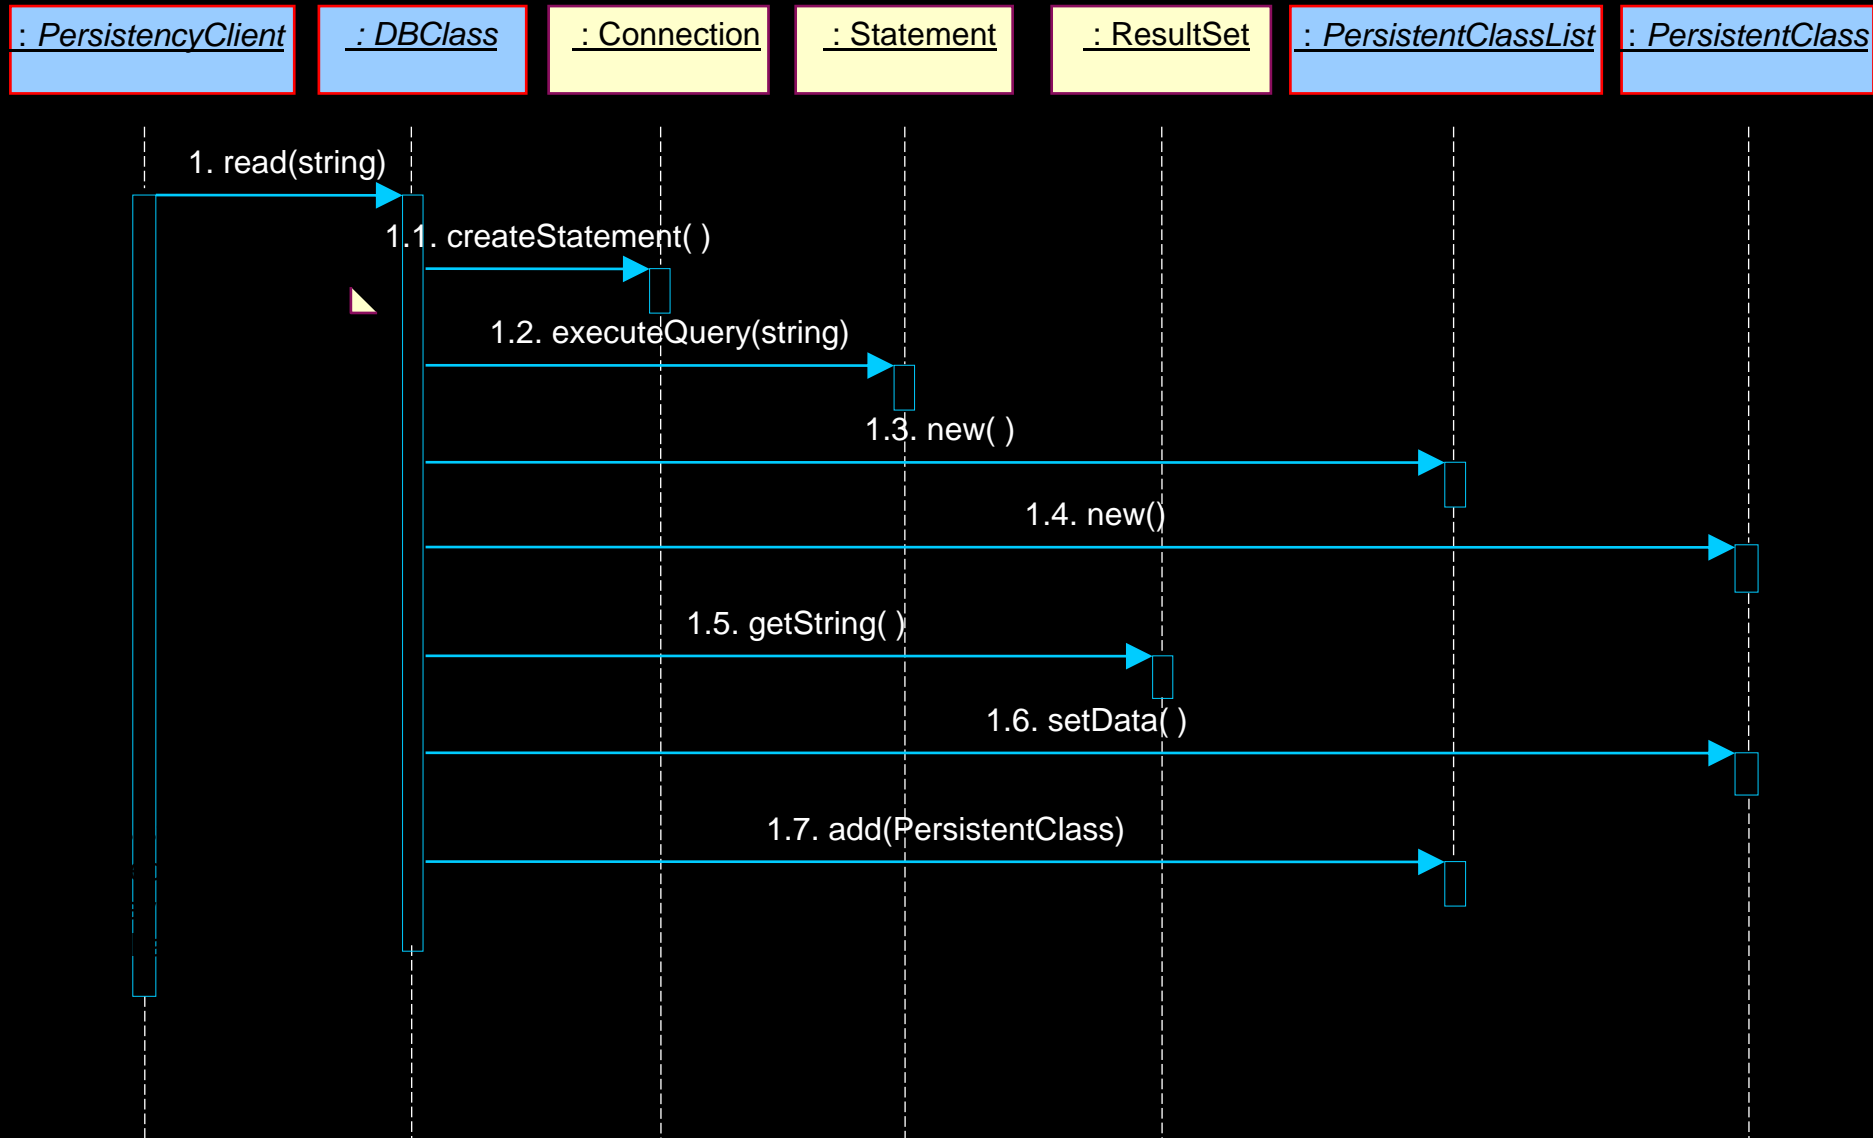 : PersistencyClient
: DBClass
: Connection
: Statement
: ResultSet
: PersistentClassList
: PersistentClass
1. read(string)
1.1. createStatement( )
1.2. executeQuery(string)
1.3. new( )
1.4. new()
1.5. getString( )
1.6. setData( )
1.7. add(PersistentClass)